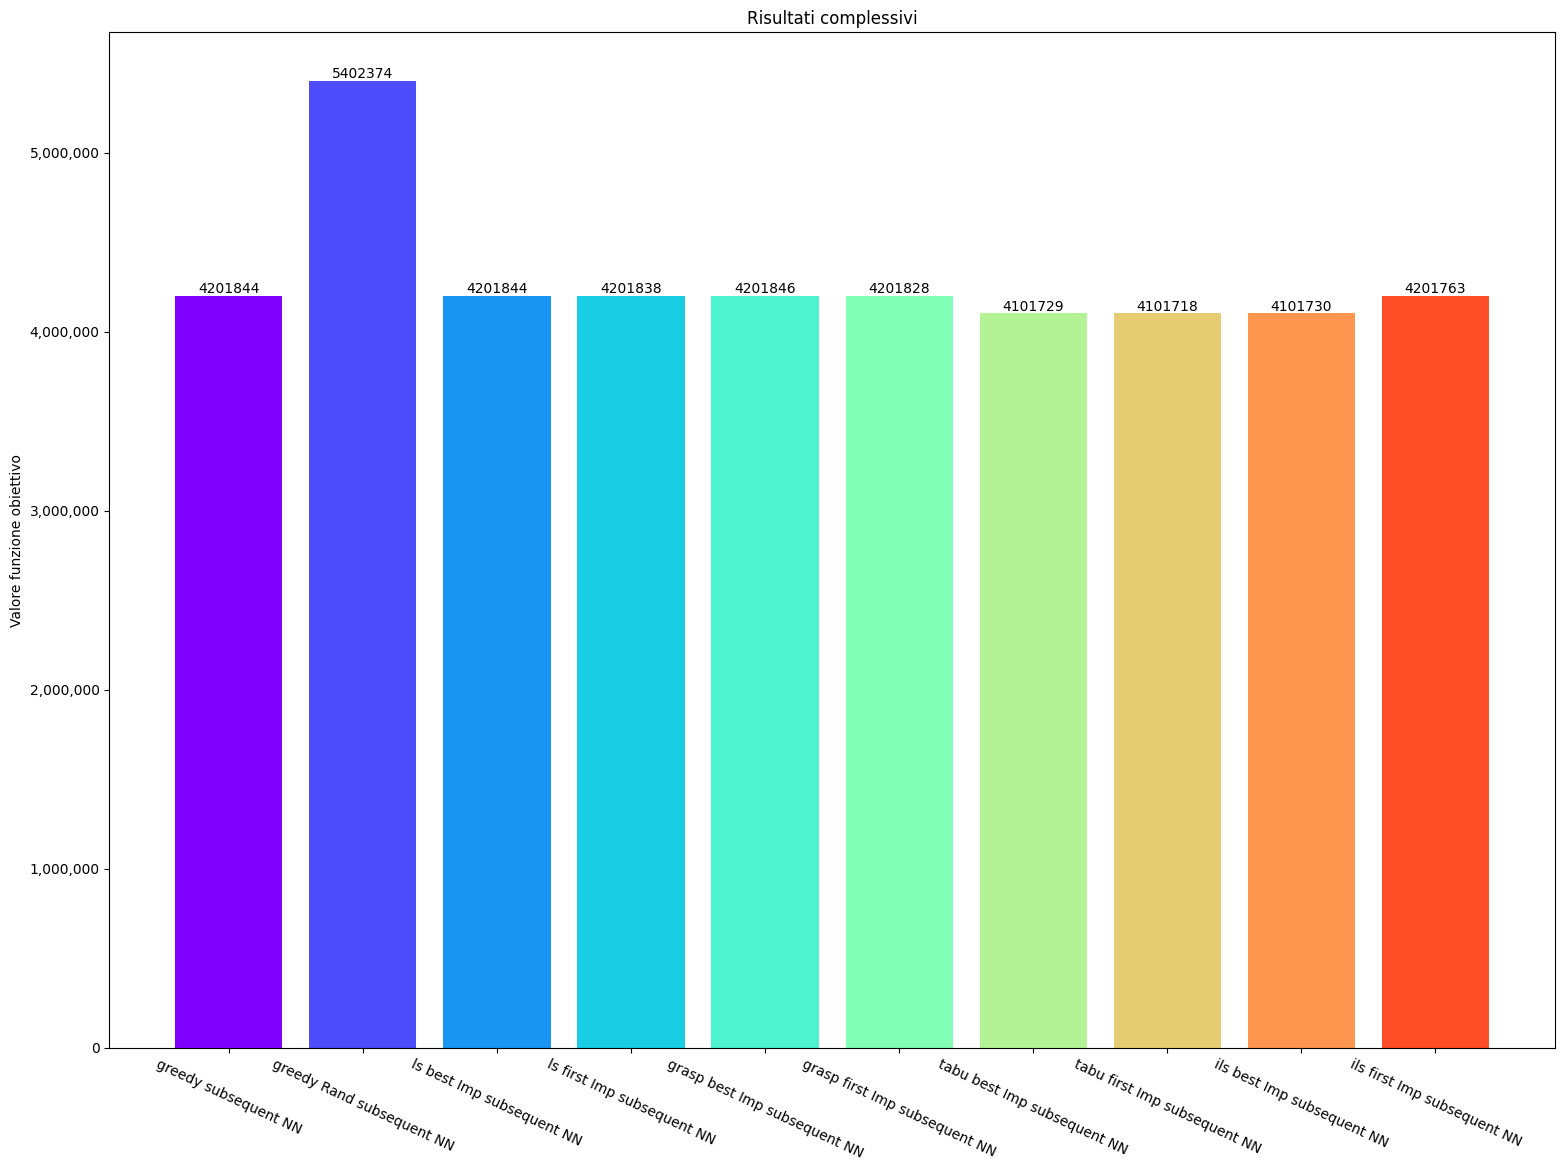 Risultati complessivi
5402374
4201844
4201844
4201838
4201846
4201828
4101729
4101718
4101730
4201763
5,000,000
4,000,000
3,000,000
2,000,000
1,000,000
0
Valore funzione obiettivo
greedy subsequent NN
greedy Rand subsequent NN
ls best Imp subsequent NN
ls first Imp subsequent NN
grasp best Imp subsequent NN
grasp first Imp subsequent NN
tabu best Imp subsequent NN
tabu first Imp subsequent NN
ils best Imp subsequent NN
ils first Imp subsequent NN